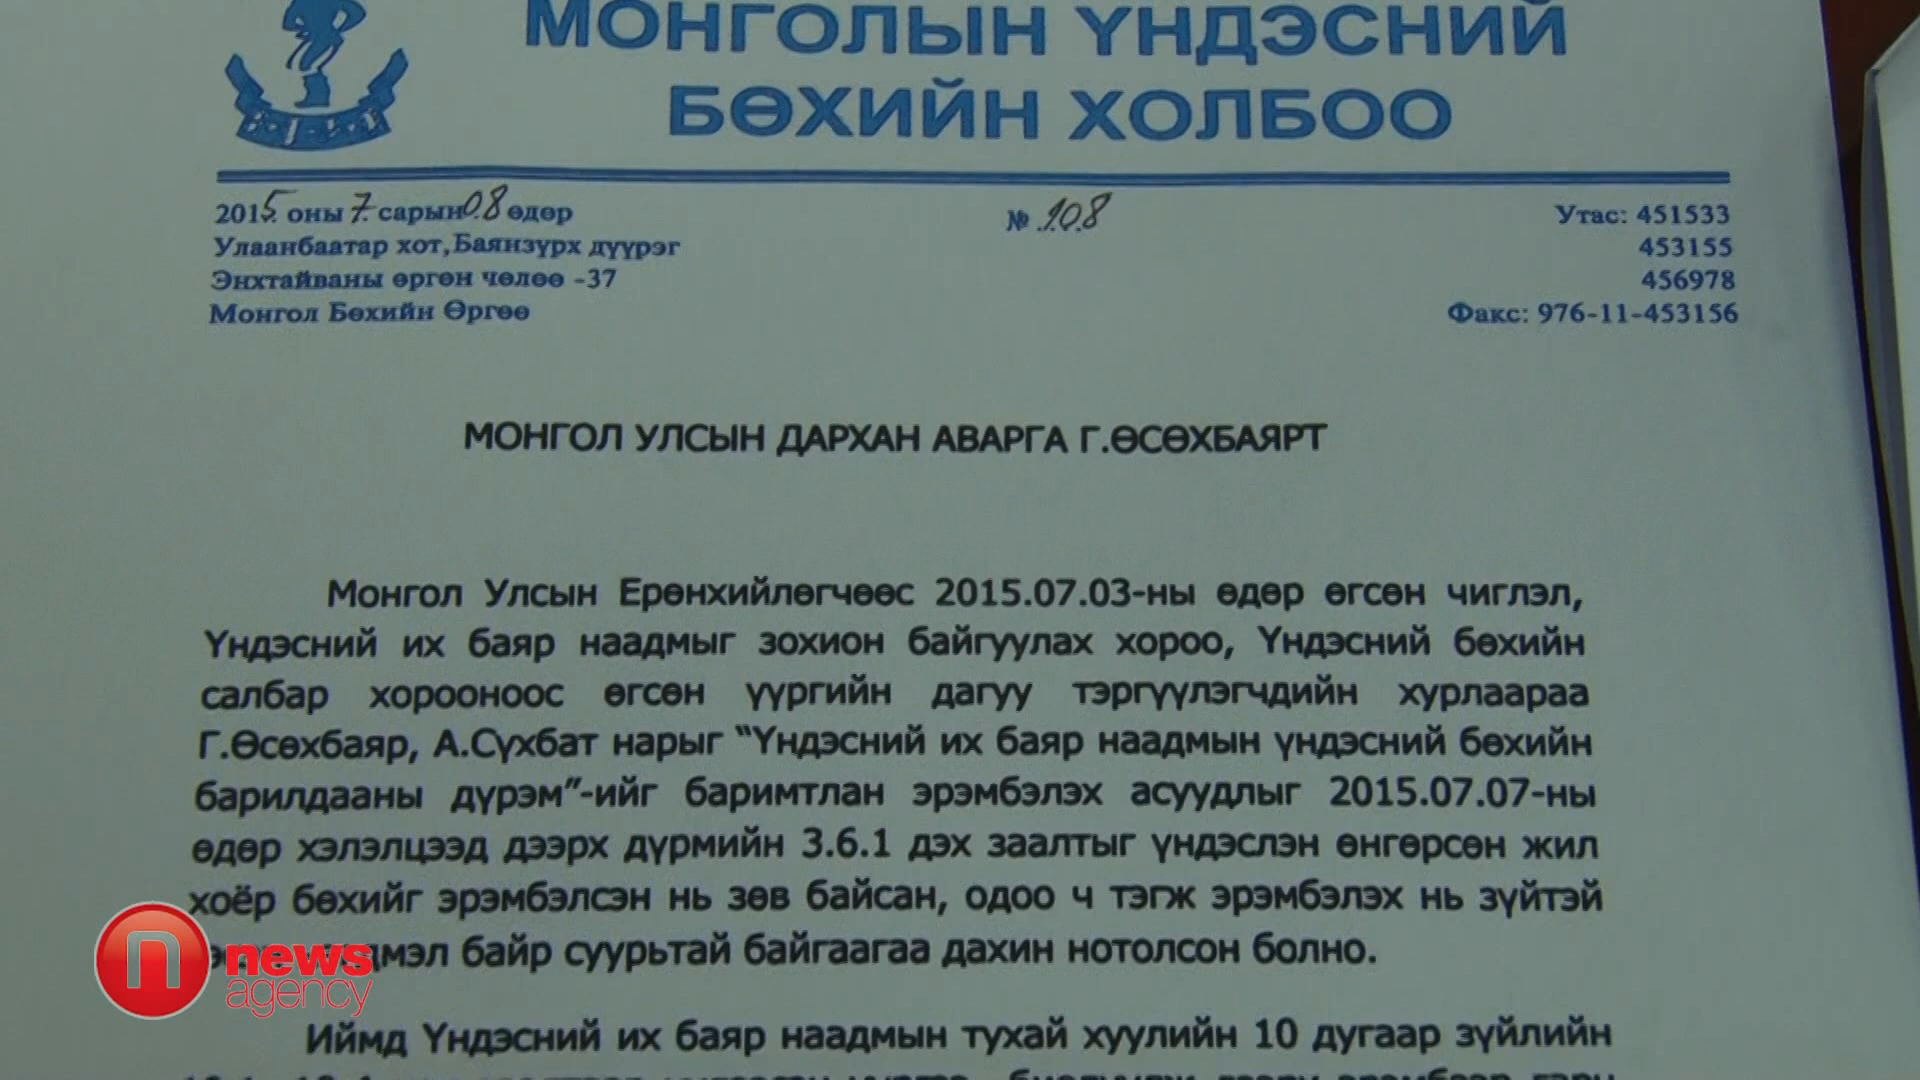 МОНГОЛЫН ҮНДЭСНИЙ
БӨХИЙН ХОЛБОО
2015 оны 7 сарын 08 өдөр
№ 108
Утас: 451533
Улаанбаатар хот, Баянзүрх дүүрэг
453155
Энхтайваны өргөн чөлөө -37
456978
Монгол Бөхийн Өргөө
Факс: 976-11-453156
МОНГОЛ УЛСЫН ДАРХАН АВАРГА Г.ӨСӨХБАЯРТ
Монгол Улсын Ерөнхийлөгчөөс 2015.07.03-ны өдөр өгсөн чиглэл,
Үндэсний их баяр наадмыг зохион байгуулах хороо, Үндэсний бөхийн
салбар хорооноос өгсөн үүргийн дагуу тэргүүлэгчдийн хурлаараа
Г.Өсөхбаяр, А.Сүхбат нарыг “Үндэсний их баяр наадмын үндэсний бөхийн
барилдааны дүрэм”-ийг баримтлан эрэмбэлэх асуудлыг 2015.07.07-ны
өдөр хэлэлцээд дээрх дүрмийн 3.6.1 дэх заалтыг үндэслэн өнгөрсөн жил
хоёр бөхийг эрэмбэлсэн нь зөв байсан, одоо ч тэгж эрэмбэлэх нь зүйтэй
байр суурьтай байгаагаа дахин нотолсон болно.
Иймд Үндэсний их баяр наадмын тухай хуулийн 10 дугаар зүйлийн
n news
agency